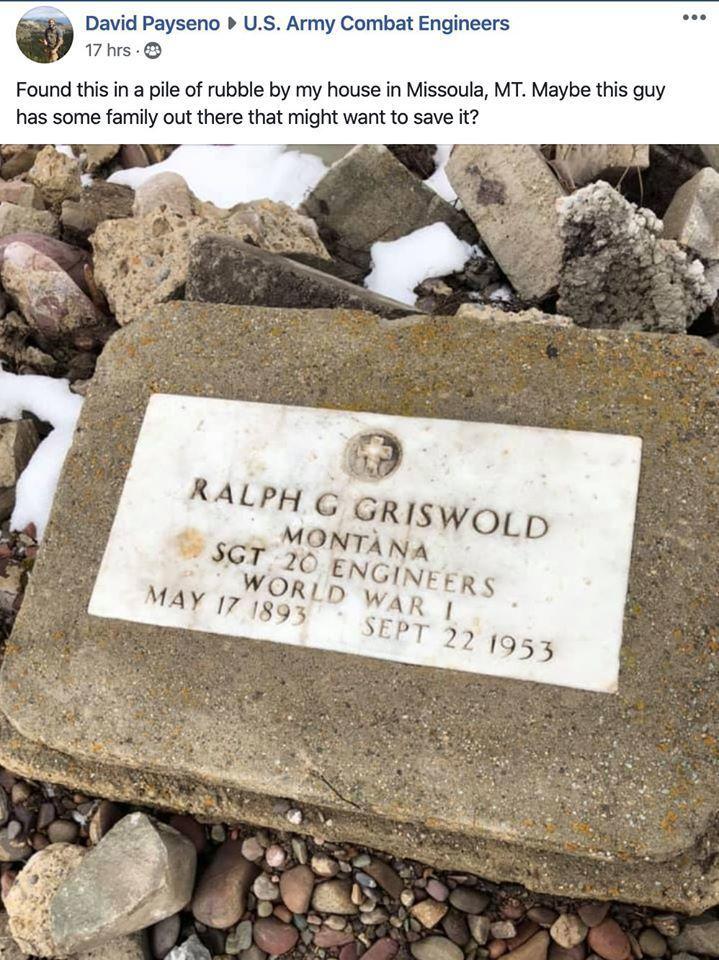 David Payseno ▸ U.S. Army Combat Engineers
17 hrs ·
Found this in a pile of rubble by my house in Missoula, MT. Maybe this guy
has some family out there that might want to save it?
RALPH G GRISWOLD
MONTANA
SGT 20 ENGINEERS
WORLD WAR I
MAY 17 1893 SEPT 22 1953